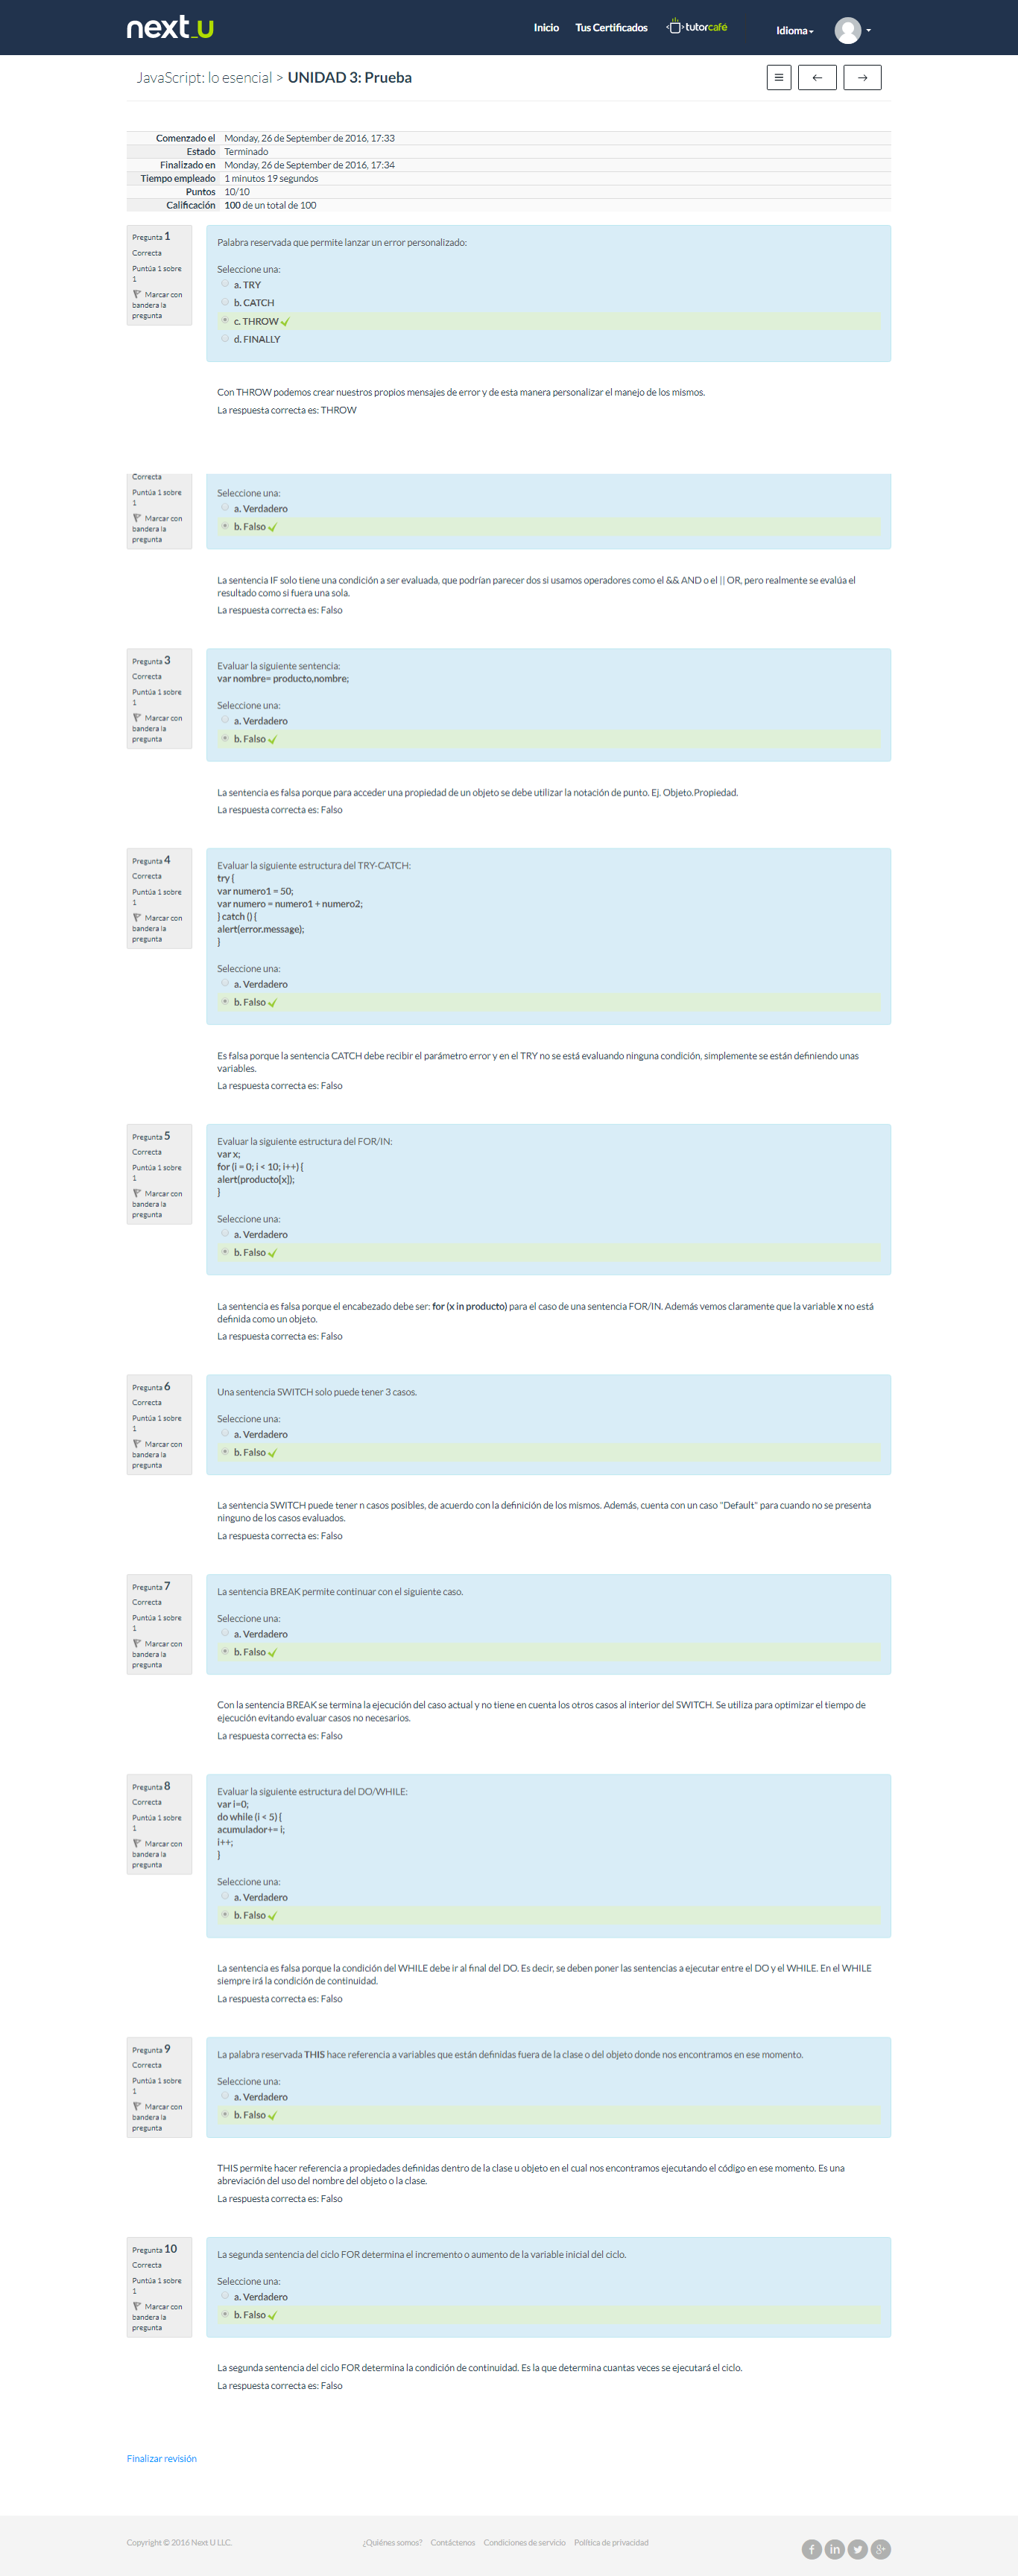 next_u
Inicio Tus Certificados tutorcafé Idioma
JavaScript: lo esencial > UNIDAD 3: Prueba
Comenzado el Monday, 26 de September de 2016, 17:33
Estado Terminado
Finalizado en Monday, 26 de September de 2016, 17:34
Tiempo empleado 1 minutos 19 segundos
Puntos 10/10
Calificación 100 de un total de 100
Pregunta 1
Correcta
Puntúa 1 sobre
1
Marcar con
bandera la
pregunta
Palabra reservada que permite lanzar un error personalizado:
Seleccione una:
a. TRY
b. CATCH
c. THROW
d. FINALLY
Con THROW podemos crear nuestros propios mensajes de error y de esta manera personalizar el manejo de los mismos.
La respuesta correcta es: THROW
Correcta
Puntúa 1 sobre
1
Marcar con
bandera la
pregunta
Seleccione una:
a. Verdadero
b. Falso
La sentencia IF solo tiene una condición a ser evaluada, que podrían parecer dos si usamos operadores como el && AND o el || OR, pero realmente se evalúa el
resultado como si fuera una sola.
La respuesta correcta es: Falso
Pregunta 3
Correcta
Puntúa 1 sobre
1
Marcar con
bandera la
pregunta
Evaluar la siguiente sentencia:
var nombre= producto,nombre;
Seleccione una:
a. Verdadero
b. Falso
La sentencia es falsa porque para acceder una propiedad de un objeto se debe utilizar la notación de punto. Ej. Objeto.Propiedad.
La respuesta correcta es: Falso
Pregunta 4
Correcta
Puntúa 1 sobre
1
Marcar con
bandera la
pregunta
Evaluar la siguiente estructura del TRY-CATCH:
try {
var numero1 = 50;
var numero = numero1 + numero2;
} catch () {
alert(error.message);
}
Seleccione una:
a. Verdadero
b. Falso
Es falsa porque la sentencia CATCH debe recibir el parámetro error y en el TRY no se está evaluando ninguna condición, simplemente se están definiendo unas
variables.
La respuesta correcta es: Falso
Pregunta 5
Correcta
Puntúa 1 sobre
1
Marcar con
bandera la
pregunta
Evaluar la siguiente estructura del FOR/IN:
var x;
for (i = 0; i < 10; i++) {
alert(producto[x]);
}
Seleccione una:
a. Verdadero
b. Falso
La sentencia es falsa porque el encabezado debe ser: for (x in producto) para el caso de una sentencia FOR/IN. Además vemos claramente que la variable x no está
definida como un objeto.
La respuesta correcta es: Falso
Pregunta 6
Correcta
Puntúa 1 sobre
1
Marcar con
bandera la
pregunta
Una sentencia SWITCH solo puede tener 3 casos.
Seleccione una:
a. Verdadero
b. Falso
La sentencia SWITCH puede tener n casos posibles, de acuerdo con la definición de los mismos. Además, cuenta con un caso "Default" para cuando no se presenta
ninguno de los casos evaluados.
La respuesta correcta es: Falso
Pregunta 7
Correcta
Puntúa 1 sobre
1
Marcar con
bandera la
pregunta
La sentencia BREAK permite continuar con el siguiente caso.
Seleccione una:
a. Verdadero
b. Falso
Con la sentencia BREAK se termina la ejecución del caso actual y no tiene en cuenta los otros casos al interior del SWITCH. Se utiliza para optimizar el tiempo de
ejecución evitando evaluar casos no necesarios.
La respuesta correcta es: Falso
Pregunta 8
Correcta
Puntúa 1 sobre
1
Marcar con
bandera la
pregunta
Evaluar la siguiente estructura del DO/WHILE:
var i=0;
do while (i < 5) {
acumulador+= i;
i++;
}
Seleccione una:
a. Verdadero
b. Falso
La sentencia es falsa porque la condición del WHILE debe ir al final del DO. Es decir, se deben poner las sentencias a ejecutar entre el DO y el WHILE. En el WHILE
siempre irá la condición de continuidad.
La respuesta correcta es: Falso
Pregunta 9
Correcta
Puntúa 1 sobre
1
Marcar con
bandera la
pregunta
La palabra reservada THIS hace referencia a variables que están definidas fuera de la clase o del objeto donde nos encontramos en ese momento.
Seleccione una:
a. Verdadero
b. Falso
THIS permite hacer referencia a propiedades definidas dentro de la clase u objeto en el cual nos encontramos ejecutando el código en ese momento. Es una
abreviación del uso del nombre del objeto o la clase.
La respuesta correcta es: Falso
Pregunta 10
Correcta
Puntúa 1 sobre
1
Marcar con
bandera la
pregunta
La segunda sentencia del ciclo FOR determina el incremento o aumento de la variable inicial del ciclo.
Seleccione una:
a. Verdadero
b. Falso
La segunda sentencia del ciclo FOR determina la condición de continuidad. Es la que determina cuantas veces se ejecutará el ciclo.
La respuesta correcta es: Falso
Finalizar revisión
Copyright © 2016 Next U LLC. ¿Quiénes somos? Contáctenos Condiciones de servicio Política de privacidad